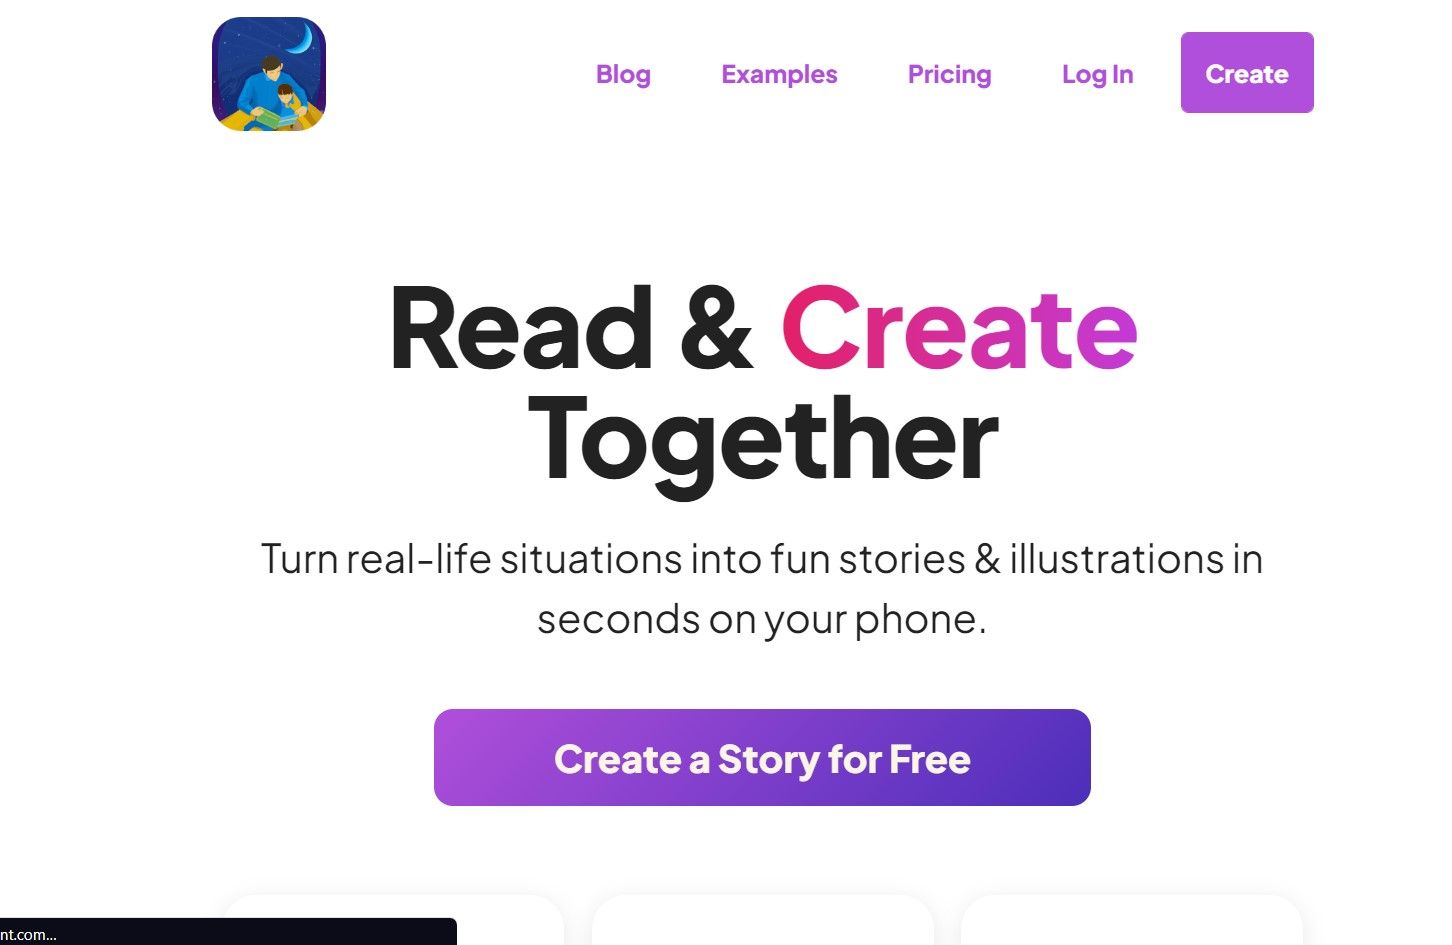 Blog Examples Pricing Log In Create
Read & Create
Together
Turn real-life situations into fun stories & illustrations in
seconds on your phone.
Create a Story for Free
nt.com...